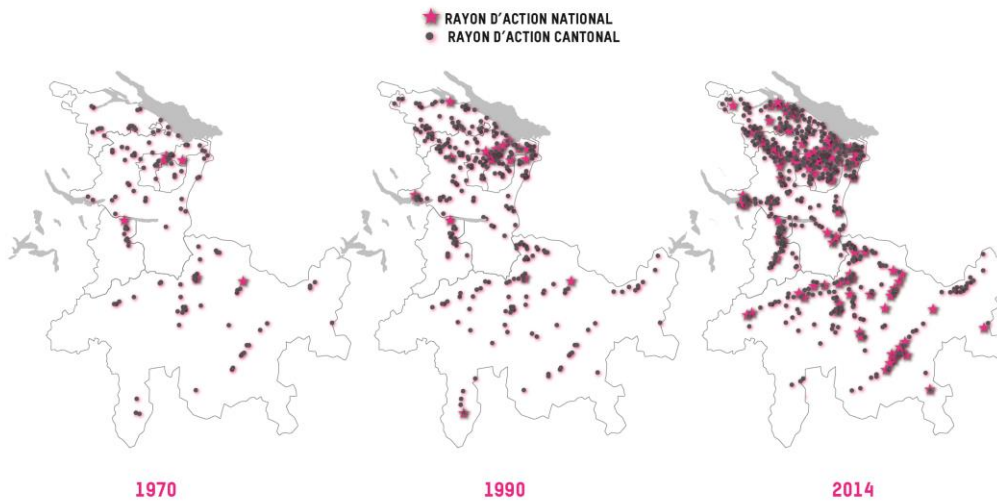 RAYON D'ACTION NATIONAL
RAYON D'ACTION CANTONAL
1970
1990
2014